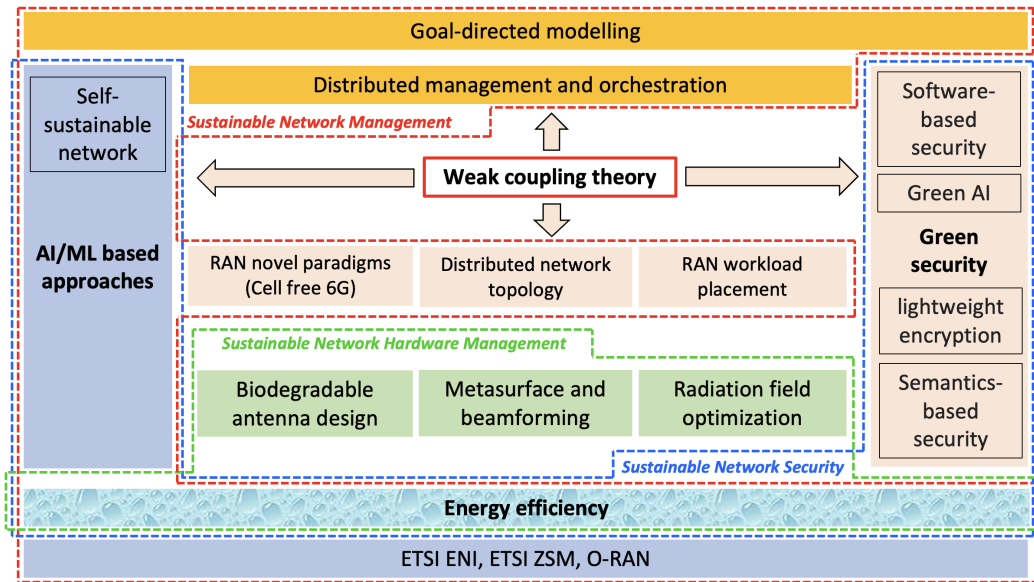 Goal-directed modelling
Self-
sustainable
network
Distributed management and orchestration
Software-
based
security
Sustainable Network Management
Weak coupling theory
Green AI
AI/ML based
approaches
Green
security
RAN novel paradigms
(Cell free 6G)
Distributed network
topology
RAN workload
placement
lightweight
encryption
Sustainable Network Hardware Management
Biodegradable
antenna design
Metasurface and
beamforming
Radiation field
optimization
Semantics-
based
security
Sustainable Network Security
Energy efficiency
ETSI ENI, ETSI ZSM, O-RAN